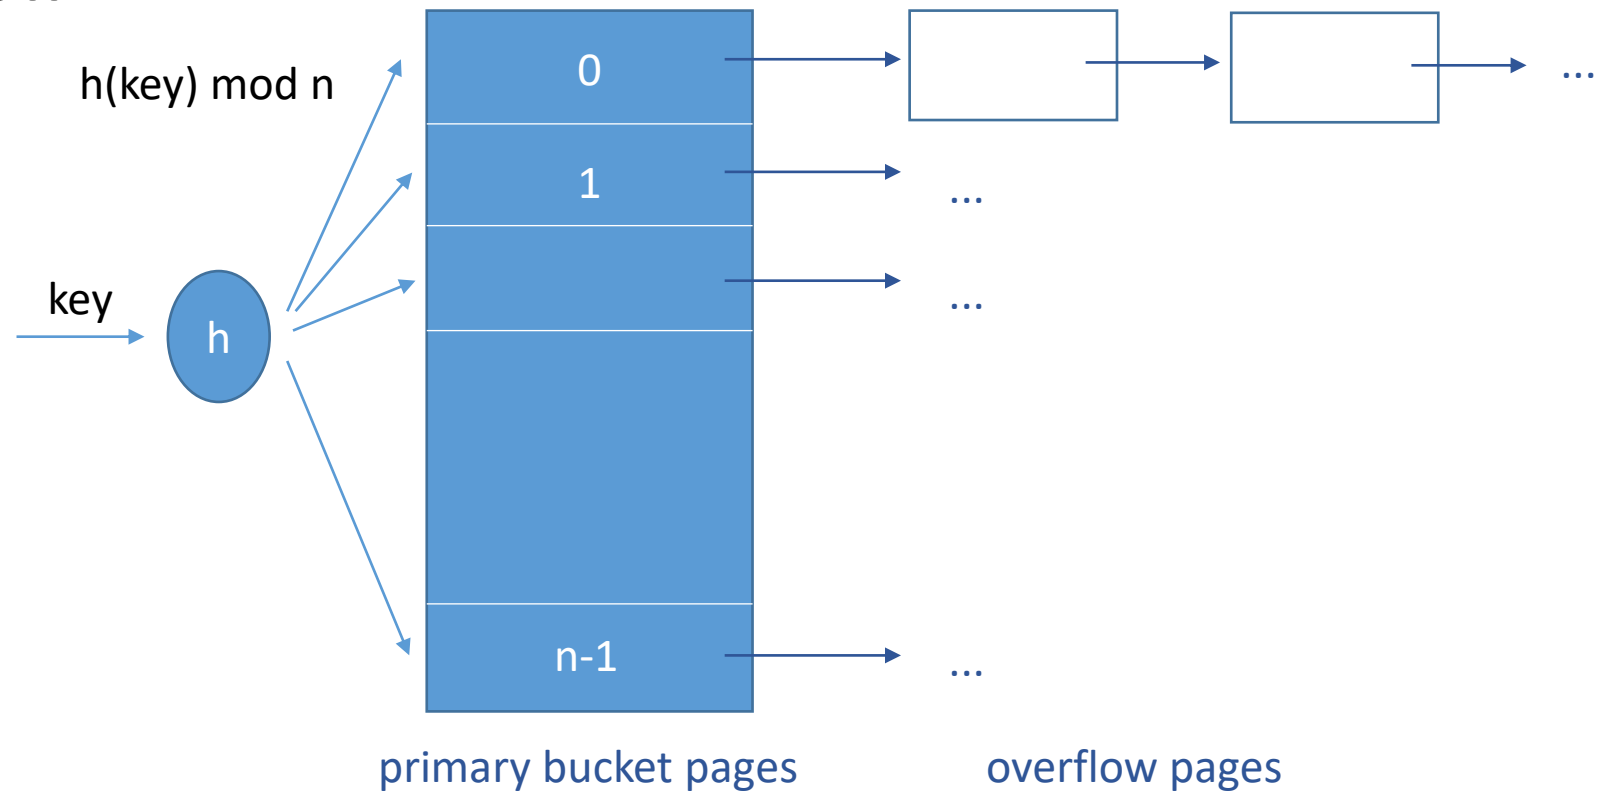 h(key) mod n
0
...
1
...
key
...
h
n-1
...
primary bucket pages
overflow pages